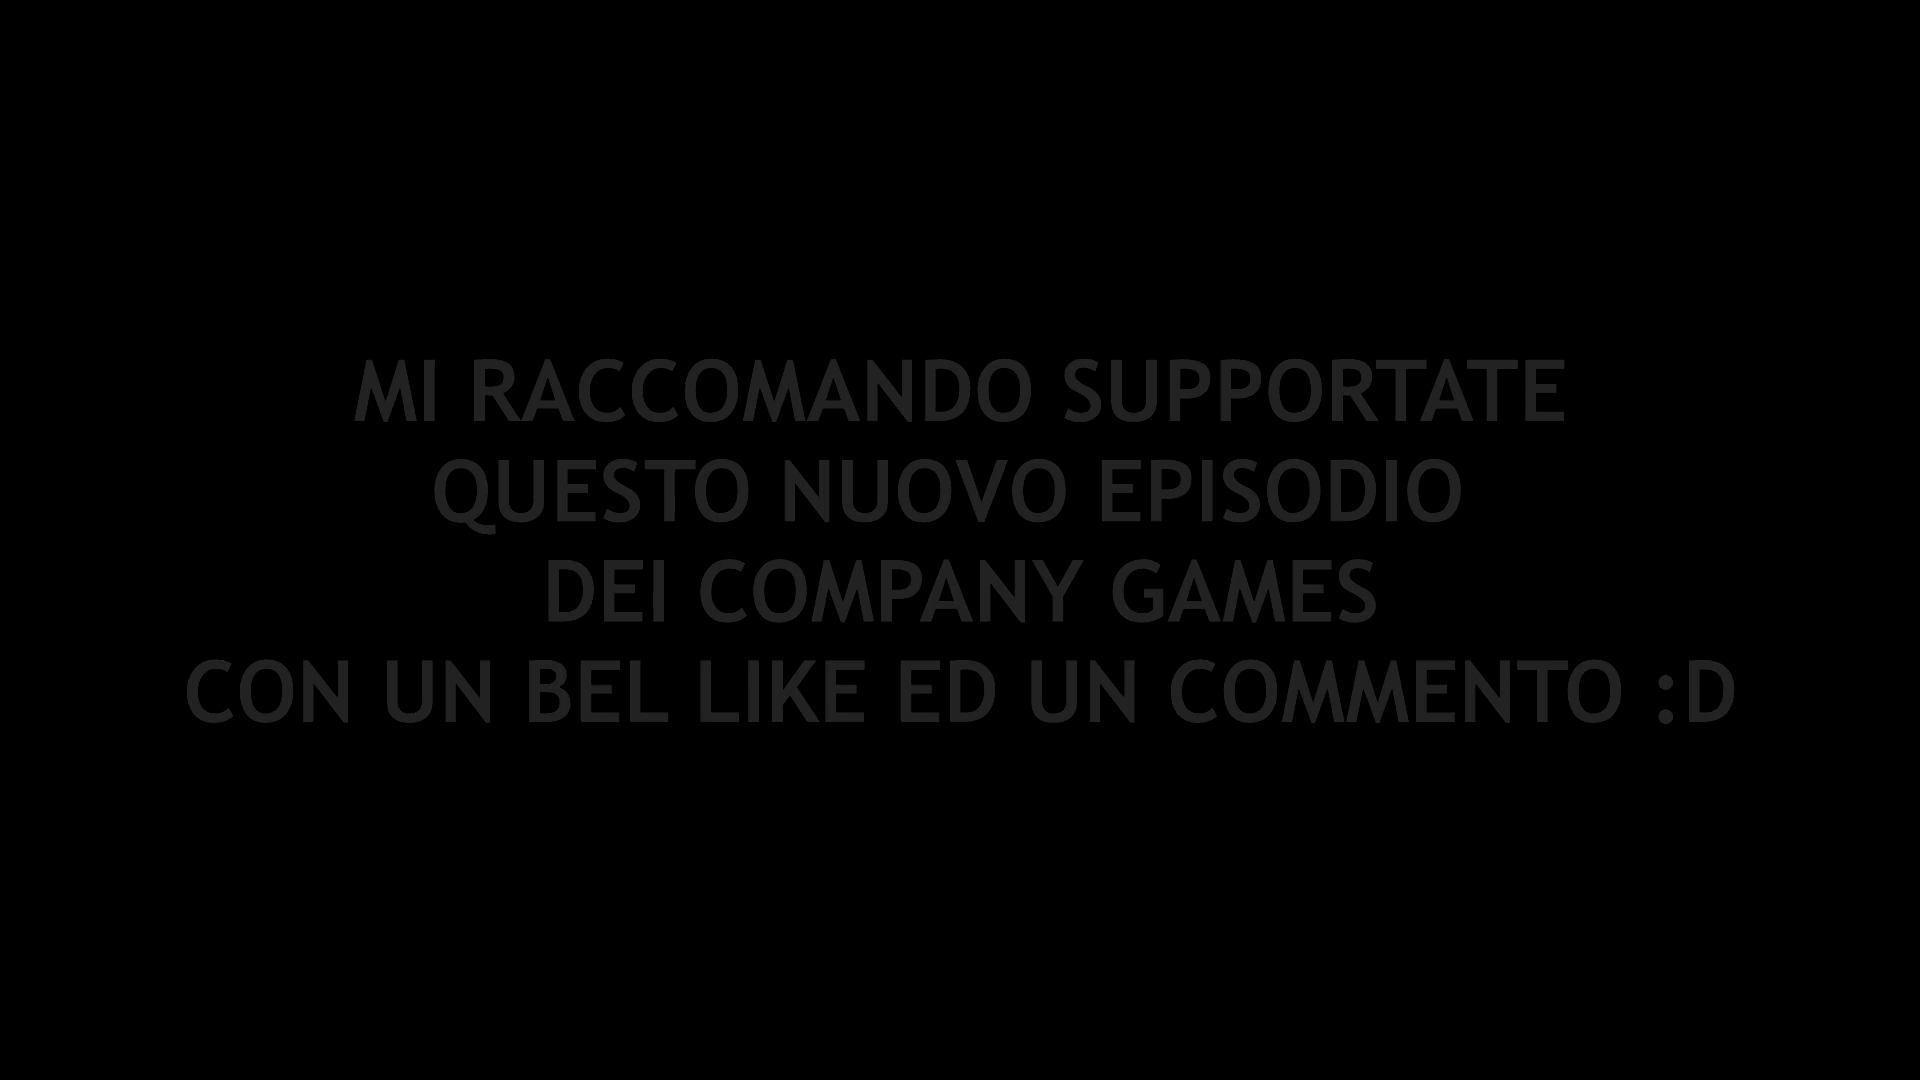 MI RACCOMANDO SUPPORTATE
QUESTO NUOVO EPISODIO
DEI COMPANY GAMES
CON UN BEL LIKE ED UN COMMENTO :D